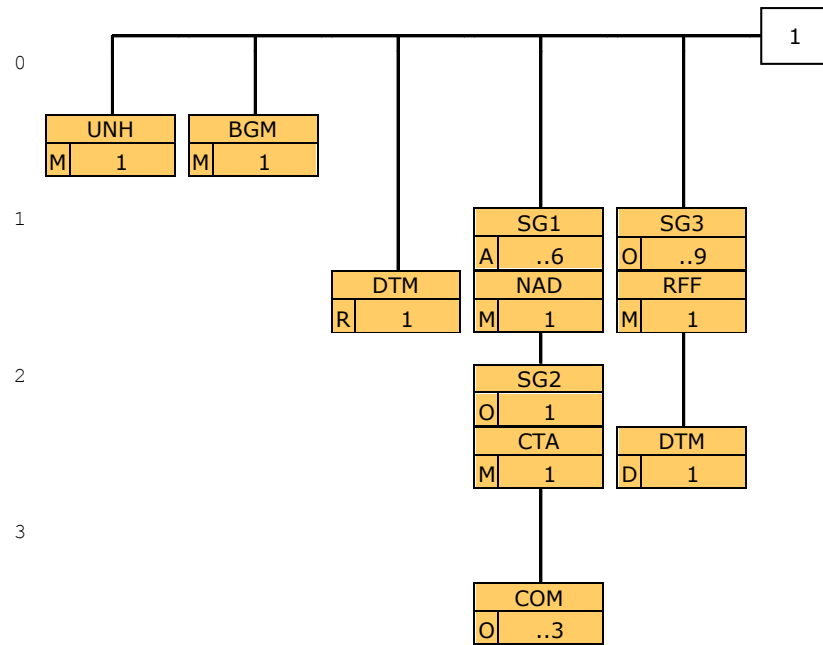 1
0
UNH BGM
M 1 M 1
1
SG1 SG3
A ..6 O ..9
DTM NAD RFF
R 1 M 1 M 1
2
SG2
O 1
CTA DTM
M 1 D 1
3
COM
O ..3